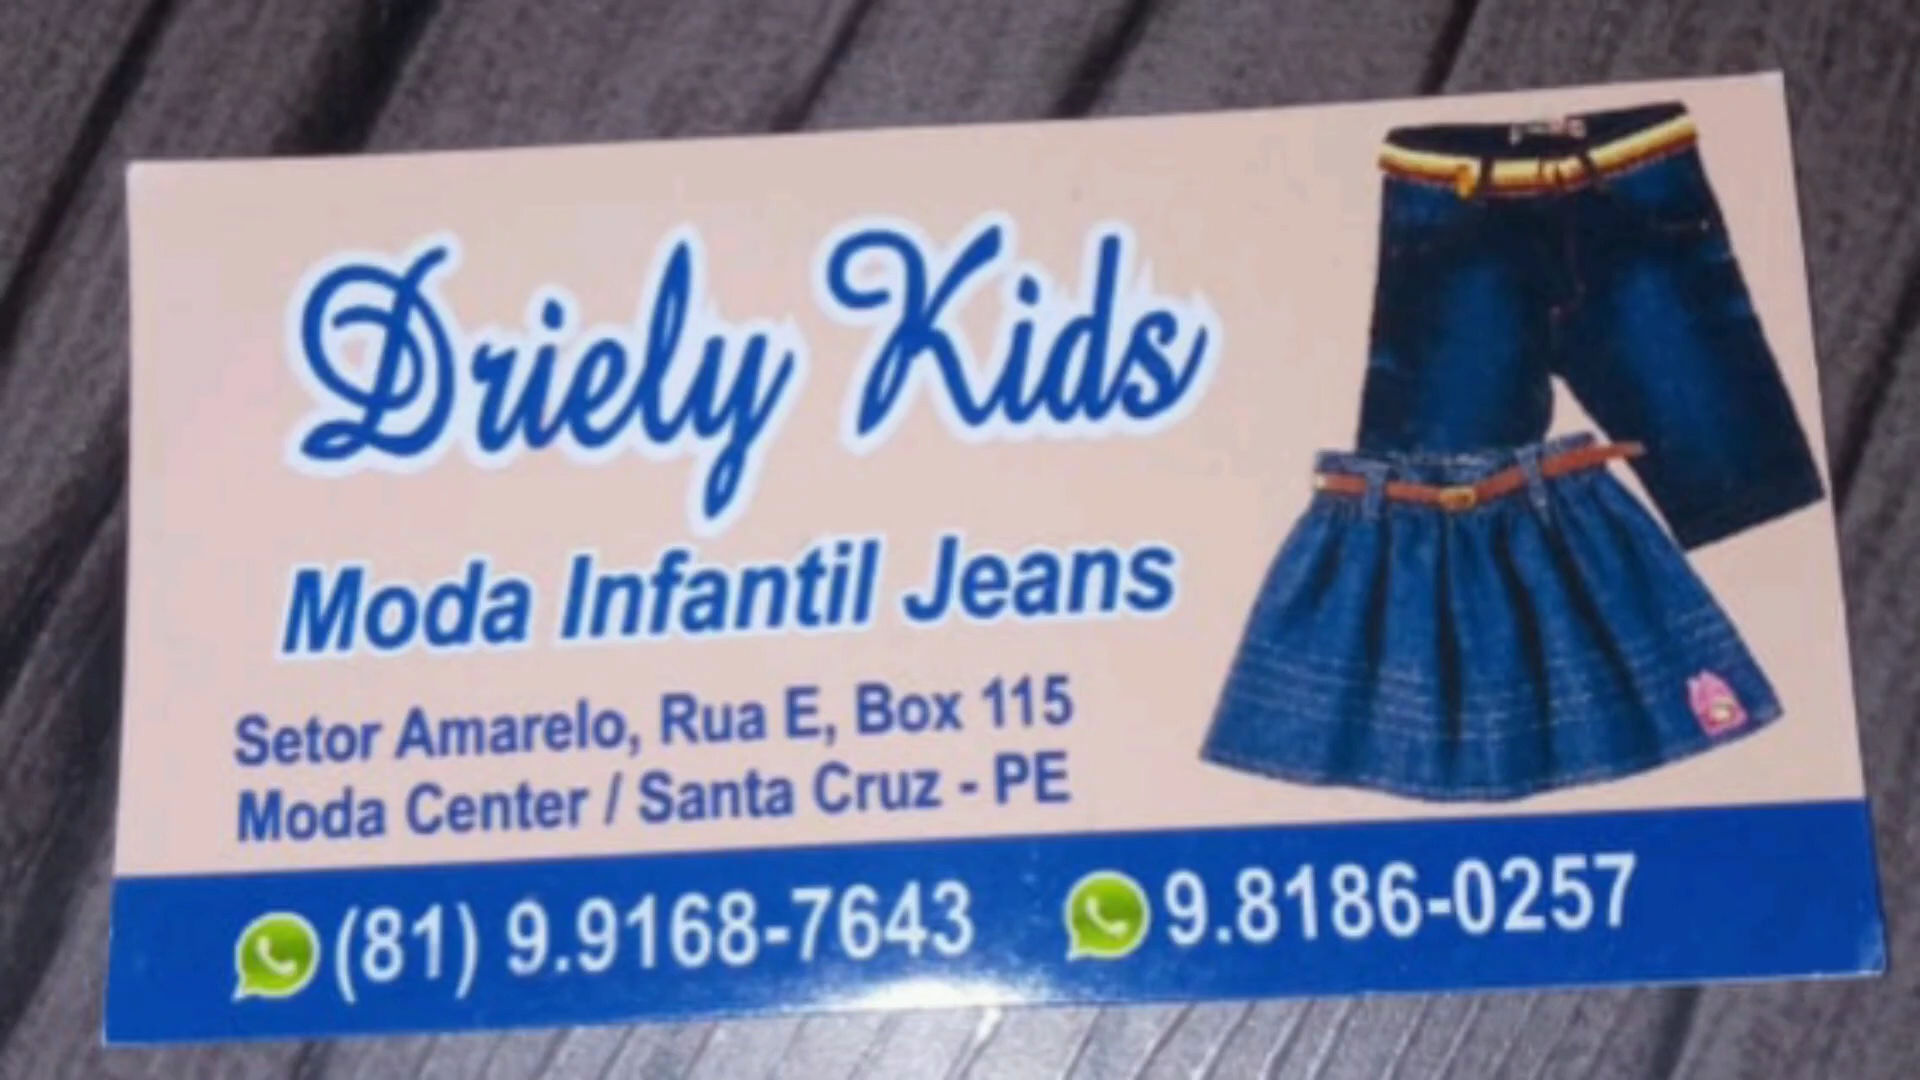 Driely Kids
Moda Infantil Jeans
Setor Amarelo, Rua E, Box 115
Moda Center / Santa Cruz - PE
(81) 9.9168-7643 9.8186-0257